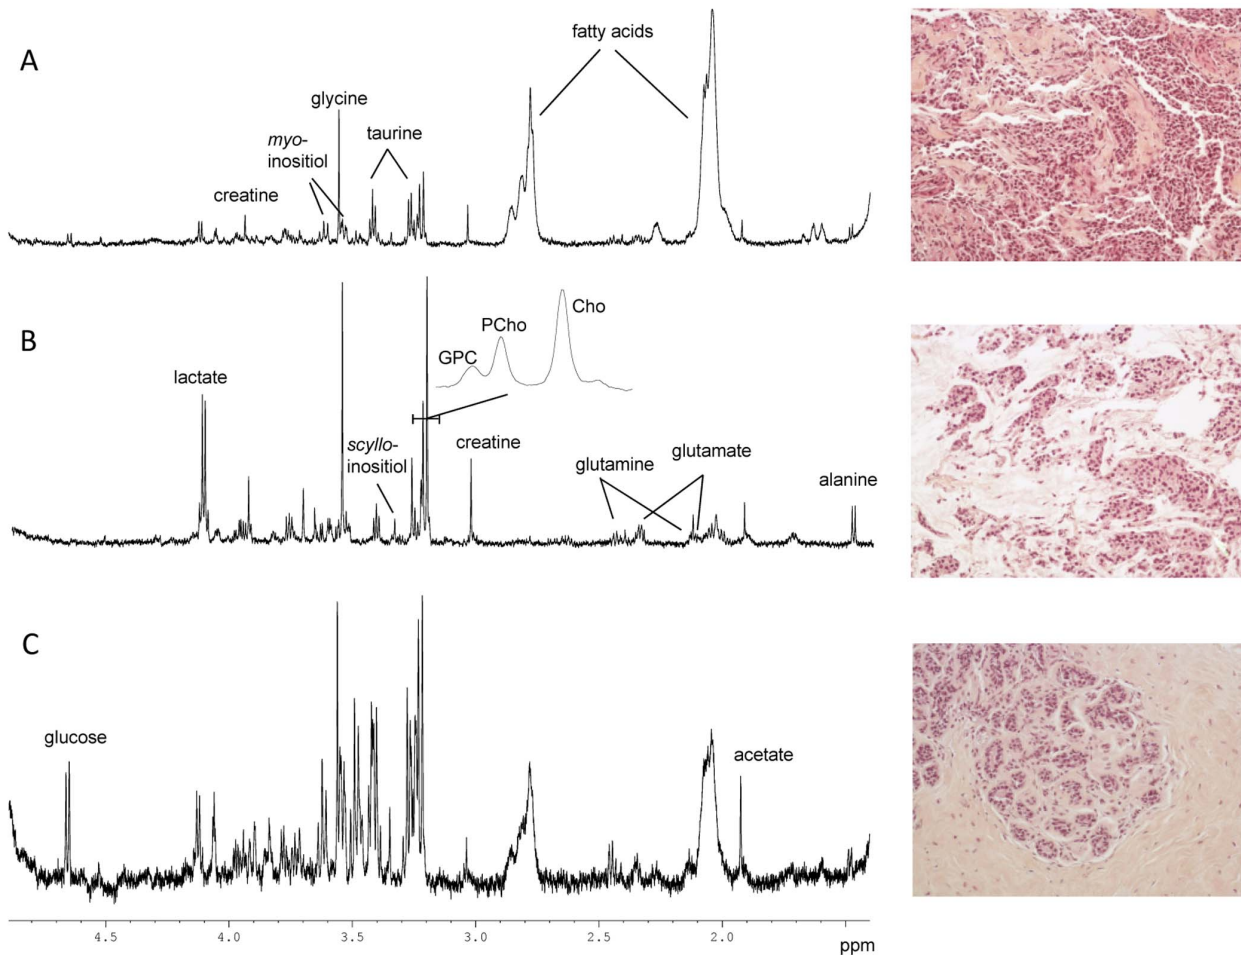 A
fatty acids
glycine
myo-
inositiol
taurine
creatine
B
lactate
GPC
PCho
Cho
scyllo-
inositiol
creatine
glutamine
glutamate
alanine
C
glucose
acetate
4.5
4.0
3.5
3.0
2.5
2.0
ppm